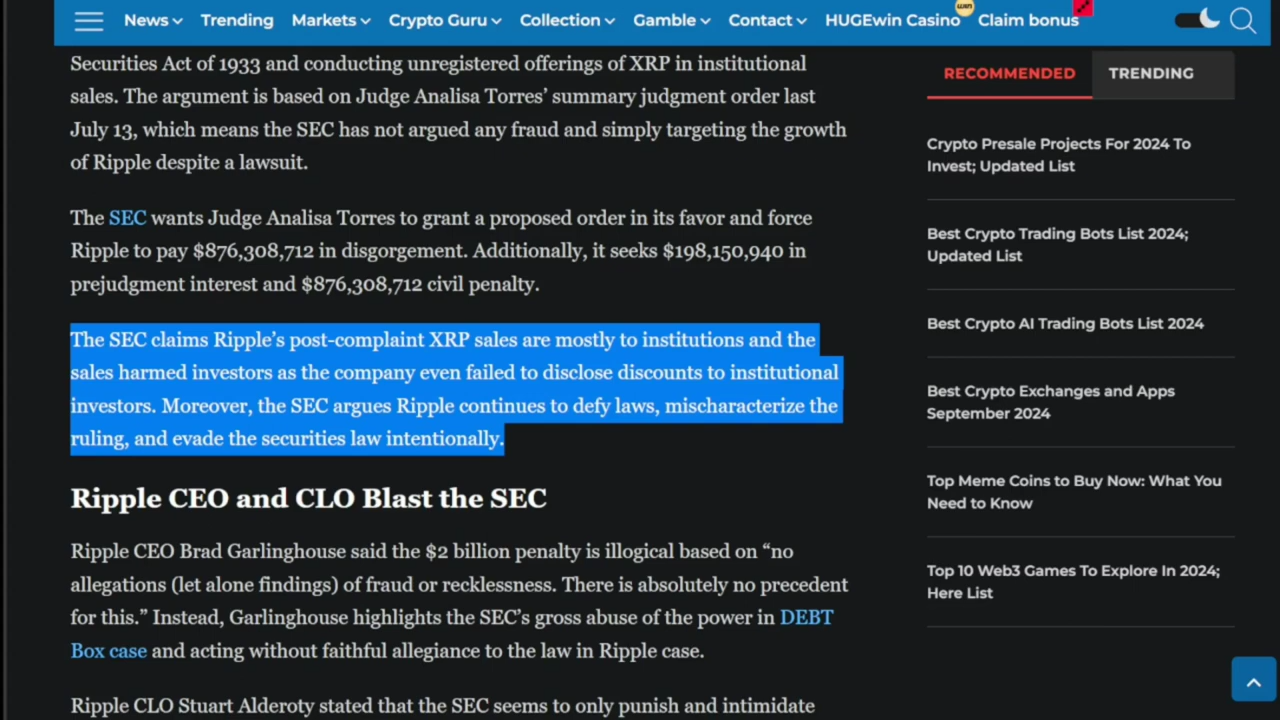 News
Trending
Markets
Crypto Guru
Collection
Gamble
Contact
HUGEwin Casino
Claim bonus
Securities Act of 1933 and conducting unregistered offerings of XRP in institutional
sales. The argument is based on Judge Analisa Torres’ summary judgment order last
July 13, which means the SEC has not argued any fraud and simply targeting the growth
of Ripple despite a lawsuit.
The SEC wants Judge Analisa Torres to grant a proposed order in its favor and force
Ripple to pay $876,308,712 in disgorgement. Additionally, it seeks $198,150,940 in
prejudgment interest and $876,308,712 civil penalty.
The SEC claims Ripple’s post-complaint XRP sales are mostly to institutions and the
sales harmed investors as the company even failed to disclose discounts to institutional
investors. Moreover, the SEC argues Ripple continues to defy laws, mischaracterize the
ruling, and evade the securities law intentionally.
Ripple CEO and CLO Blast the SEC
Ripple CEO Brad Garlinghouse said the $2 billion penalty is illogical based on “no
allegations (let alone findings) of fraud or recklessness. There is absolutely no precedent
for this.” Instead, Garlinghouse highlights the SEC’s gross abuse of the power in DEBT
Box case and acting without faithful allegiance to the law in Ripple case.
Ripple CLO Stuart Alderoty stated that the SEC seems to only punish and intimidate
RECOMMENDED
TRENDING
Crypto Presale Projects For 2024 To
Invest; Updated List
Best Crypto Trading Bots List 2024;
Updated List
Best Crypto AI Trading Bots List 2024
Best Crypto Exchanges and Apps
September 2024
Top Meme Coins to Buy Now: What You
Need to Know
Top 10 Web3 Games To Explore In 2024;
Here List